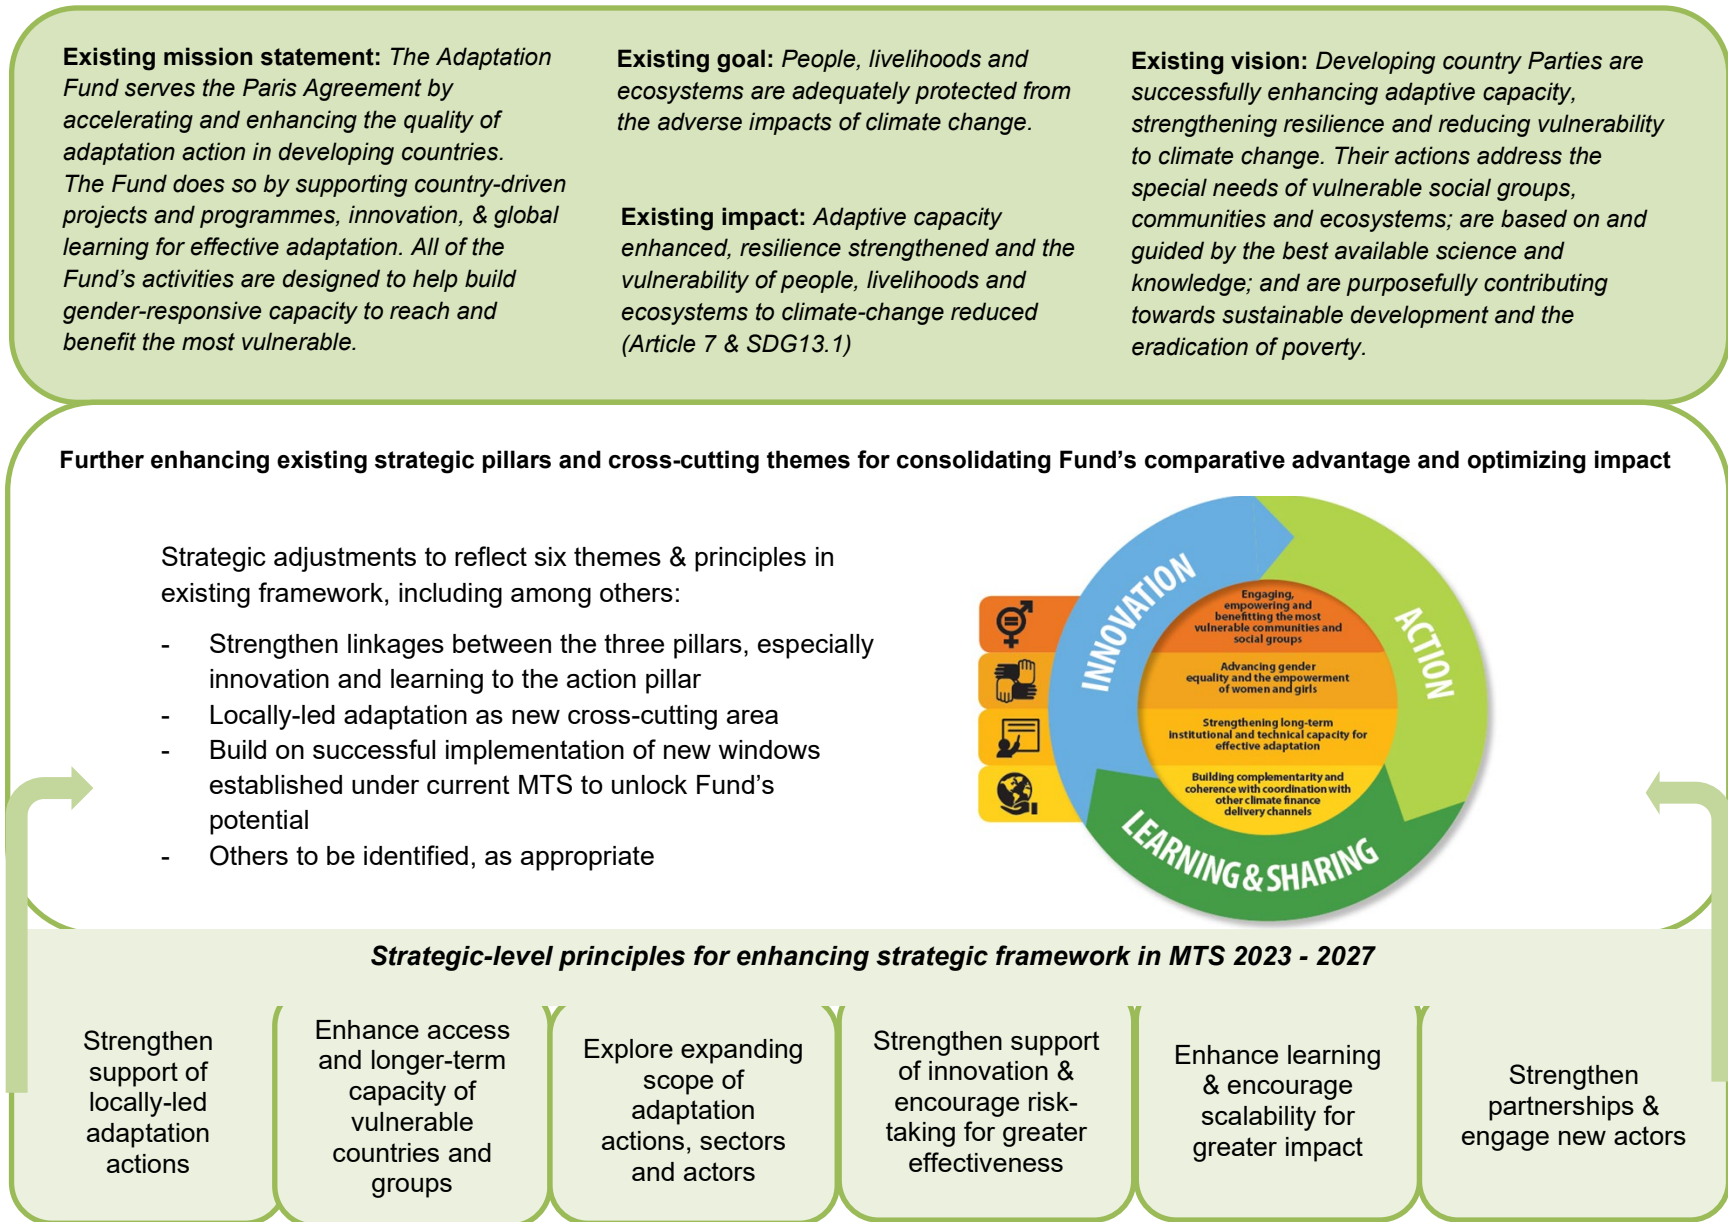 Existing mission statement: The Adaptation
Fund serves the Paris Agreement by
accelerating and enhancing the quality of
adaptation action in developing countries.
The Fund does so by supporting country-driven
projects and programmes, innovation, & global
learning for effective adaptation. All of the
Fund's activities are designed to help build
gender-responsive capacity to reach and
benefit the most vulnerable.
Existing goal: People, livelihoods and
ecosystems are adequately protected from
the adverse impacts of climate change.
Existing impact: Adaptive capacity
enhanced, resilience strengthened and the
vulnerability of people, livelihoods and
ecosystems to climate-change reduced
(Article 7 & SDG13.1)
Existing vision: Developing country Parties are
successfully enhancing adaptive capacity,
strengthening resilience and reducing vulnerability
to climate change. Their actions address the
special needs of vulnerable social groups,
communities and ecosystems; are based on and
guided by the best available science and
knowledge; and are purposefully contributing
towards sustainable development and the
eradication of poverty.
Further enhancing existing strategic pillars and cross-cutting themes for consolidating Fund's comparative advantage and optimizing impact
Strategic adjustments to reflect six themes & principles in
existing framework, including among others:
- Strengthen linkages between the three pillars, especially
innovation and learning to the action pillar
- Locally-led adaptation as new cross-cutting area
- Build on successful implementation of new windows
established under current MTS to unlock Fund's
potential
- Others to be identified, as appropriate
INNOVATION
ACTION
LEARNING & SHARING
Engaging,
empowering and
benefitting the most
vulnerable communities and
social groups
Advancing gender
equality and the empowerment
of women and girls
Strengthening long-term
institutional and technical capacity for
effective adaptation
Building complementarity and
coherence with coordination with
other climate finance
delivery channels
Strategic-level principles for enhancing strategic framework in MTS 2023 - 2027
Strengthen
support of
locally-led
adaptation
actions
Enhance access
and longer-term
capacity of
vulnerable
countries and
groups
Explore expanding
scope of
adaptation
actions, sectors
and actors
Strengthen support
of innovation &
encourage risk-
taking for greater
effectiveness
Enhance learning
& encourage
scalability for
greater impact
Strengthen
partnerships &
engage new actors